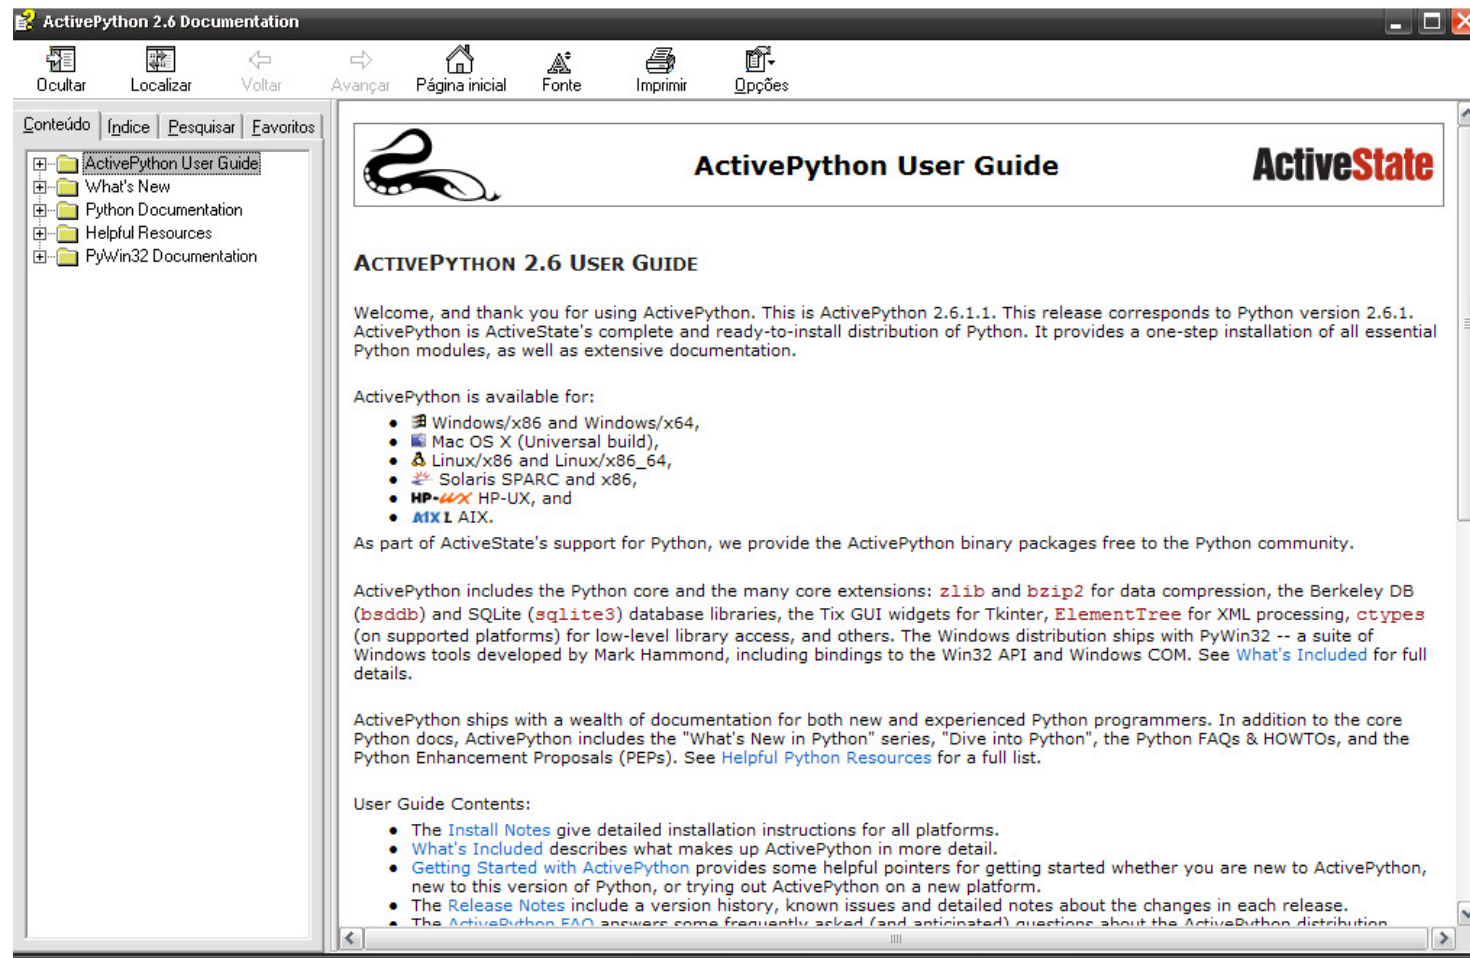 ActivePython 2.6 Documentation
Ocultar Localizar Voltar Avançar Página inicial Fonte Imprimir Opções
Conteúdo Índice Pesquisar Favoritos
ActivePython User Guide
What's New
Python Documentation
Helpful Resources
PyWin32 Documentation
ActivePython User Guide ActiveState
ACTIVEPYTHON 2.6 USER GUIDE
Welcome, and thank you for using ActivePython. This is ActivePython 2.6.1.1. This release corresponds to Python version 2.6.1.
ActivePython is ActiveState's complete and ready-to-install distribution of Python. It provides a one-step installation of all essential
Python modules, as well as extensive documentation.
ActivePython is available for:
Windows/x86 and Windows/x64,
Mac OS X (Universal build),
Linux/x86 and Linux/x86_64,
Solaris SPARC and x86,
HP-UX HP-UX, and
AIX L AIX.
As part of ActiveState's support for Python, we provide the ActivePython binary packages free to the Python community.
ActivePython includes the Python core and the many core extensions: zlib and bzip2 for data compression, the Berkeley DB
(bsddb) and SQLite (sqlite3) database libraries, the Tix GUI widgets for Tkinter, ElementTree for XML processing, ctypes
(on supported platforms) for low-level library access, and others. The Windows distribution ships with PyWin32 -- a suite of
Windows tools developed by Mark Hammond, including bindings to the Win32 API and Windows COM. See What's Included for full
details.
ActivePython ships with a wealth of documentation for both new and experienced Python programmers. In addition to the core
Python docs, ActivePython includes the "What's New in Python" series, "Dive into Python", the Python FAQs & HOWTOs, and the
Python Enhancement Proposals (PEPs). See Helpful Python Resources for a full list.
User Guide Contents:
The Install Notes give detailed installation instructions for all platforms.
What's Included describes what makes up ActivePython in more detail.
Getting Started with ActivePython provides some helpful pointers for getting started whether you are new to ActivePython,
new to this version of Python, or trying out ActivePython on a new platform.
The Release Notes include a version history, known issues and detailed notes about the changes in each release.
The ActivePython FAQ answers some frequently asked (and anticipated) questions about the ActivePython distribution